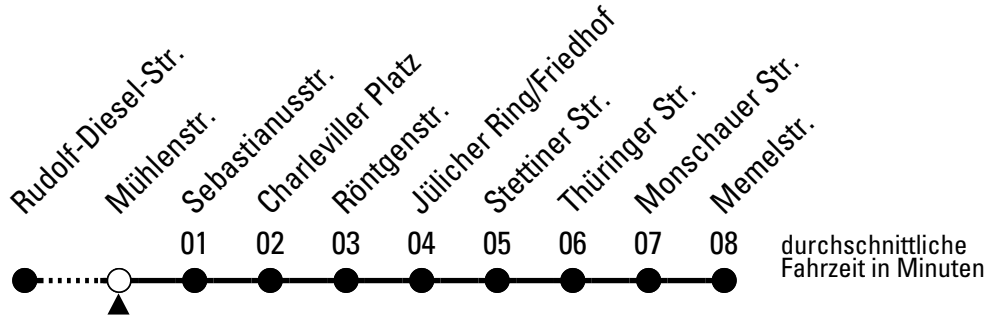 Rudolf-Diesel-Str.
Mühlenstr.
Sebastianusstr.
Charleviller Platz
Röntgenstr.
Jülicher Ring/Friedhof
Stettiner Str.
Thüringer Str.
Monschauer Str.
Memelstr.
01 02 03 04 05 06 07 08
durchschnittliche
Fahrzeit in Minuten